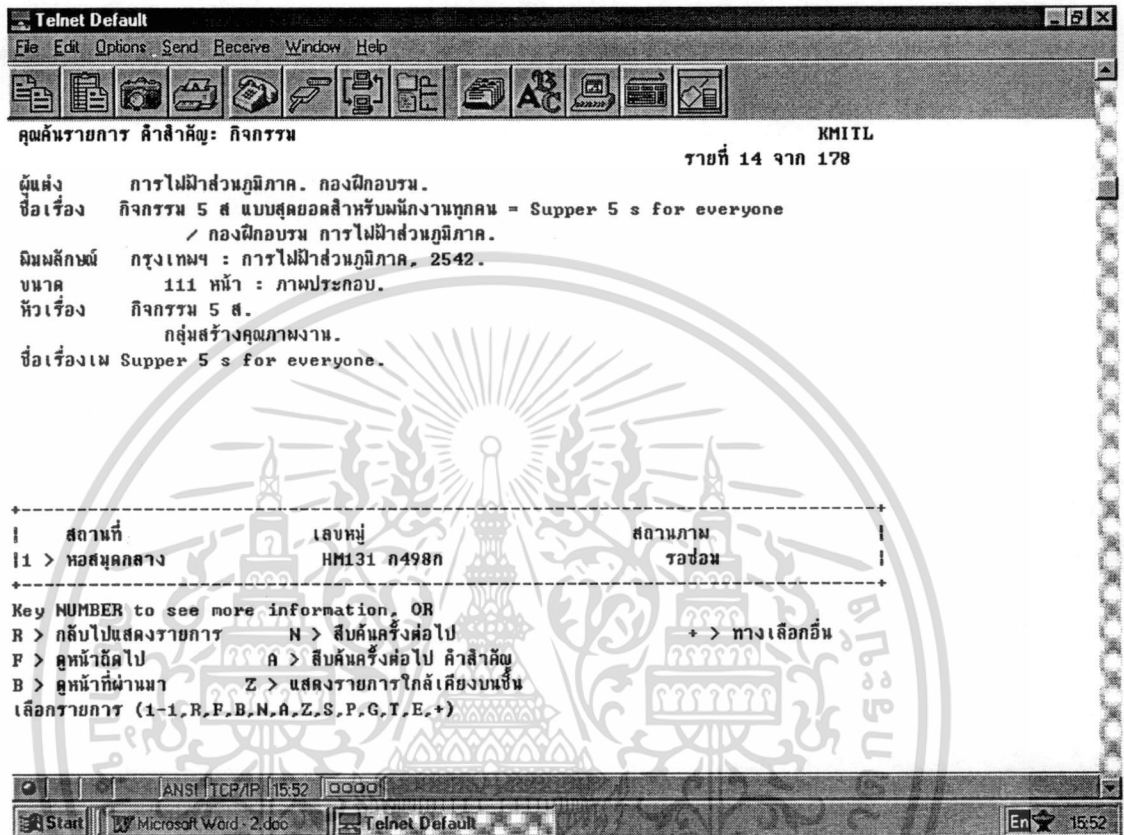 Telnet Default
File Edit Options Send Receive Window Help
คุณค้นรายการ คำสำคัญ: กิจกรรม KMITL
รายที่ 14 จาก 178
ผู้แต่ง การไฟฟ้าส่วนภูมิภาค. กองฝึกอบรม.
ชื่อเรื่อง กิจกรรม 5 ส แบบสุดยอดสำหรับพนักงานทุกคน = Supper 5 s for everyone
/ กองฝึกอบรม การไฟฟ้าส่วนภูมิภาค.
พิมพลักษณ์ กรุงเทพฯ : การไฟฟ้าส่วนภูมิภาค, 2542.
ขนาด 111 หน้า : ภาพประกอบ.
หัวเรื่อง กิจกรรม 5 ส.
กลุ่มสร้างคุณภาพงาน.
ชื่อเรื่องเพ Supper 5 s for everyone.
สถานที่ เลขหมู่ สถานภาพ
1 > หอสมุดกลาง HM131 ก498ก รอซ่อม
Key NUMBER to see more information, OR
R > กลับไปแสดงรายการ N > สืบค้นครั้งต่อไป + > ทางเลือกอื่น
F > ดูหน้าถัดไป A > สืบค้นครั้งต่อไป คำสำคัญ
B > ดูหน้าที่ผ่านมา Z > แสดงรายการใกล้เคียงบนชั้น
เลือกรายการ (1-1,R,F,B,N,A,Z,S,P,G,T,E,+)
ANSI TCP/IP 15:52
Start Microsoft Word - 2.doc Telnet Default En 15:52